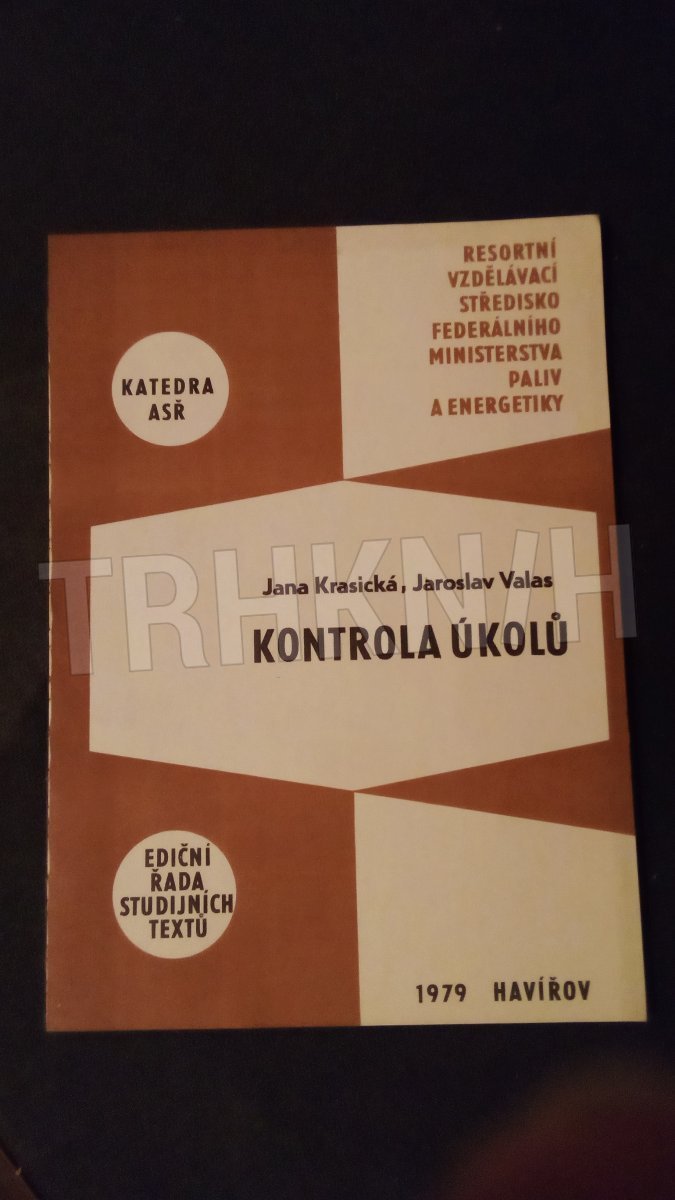 RESORTNÍ
VZDĚLÁVACÍ
STŘEDISKO
FEDERÁLNÍHO
MINISTERSTVA
PALIV
A ENERGETIKY
KATEDRA
ASŘ
Jana Krasická, Jaroslav Valas
KONTROLA ÚKOLŮ
TRHKNIH
EDIČNÍ
ŘADA
STUDIJNÍCH
TEXTŮ
1979 HAVÍŘOV